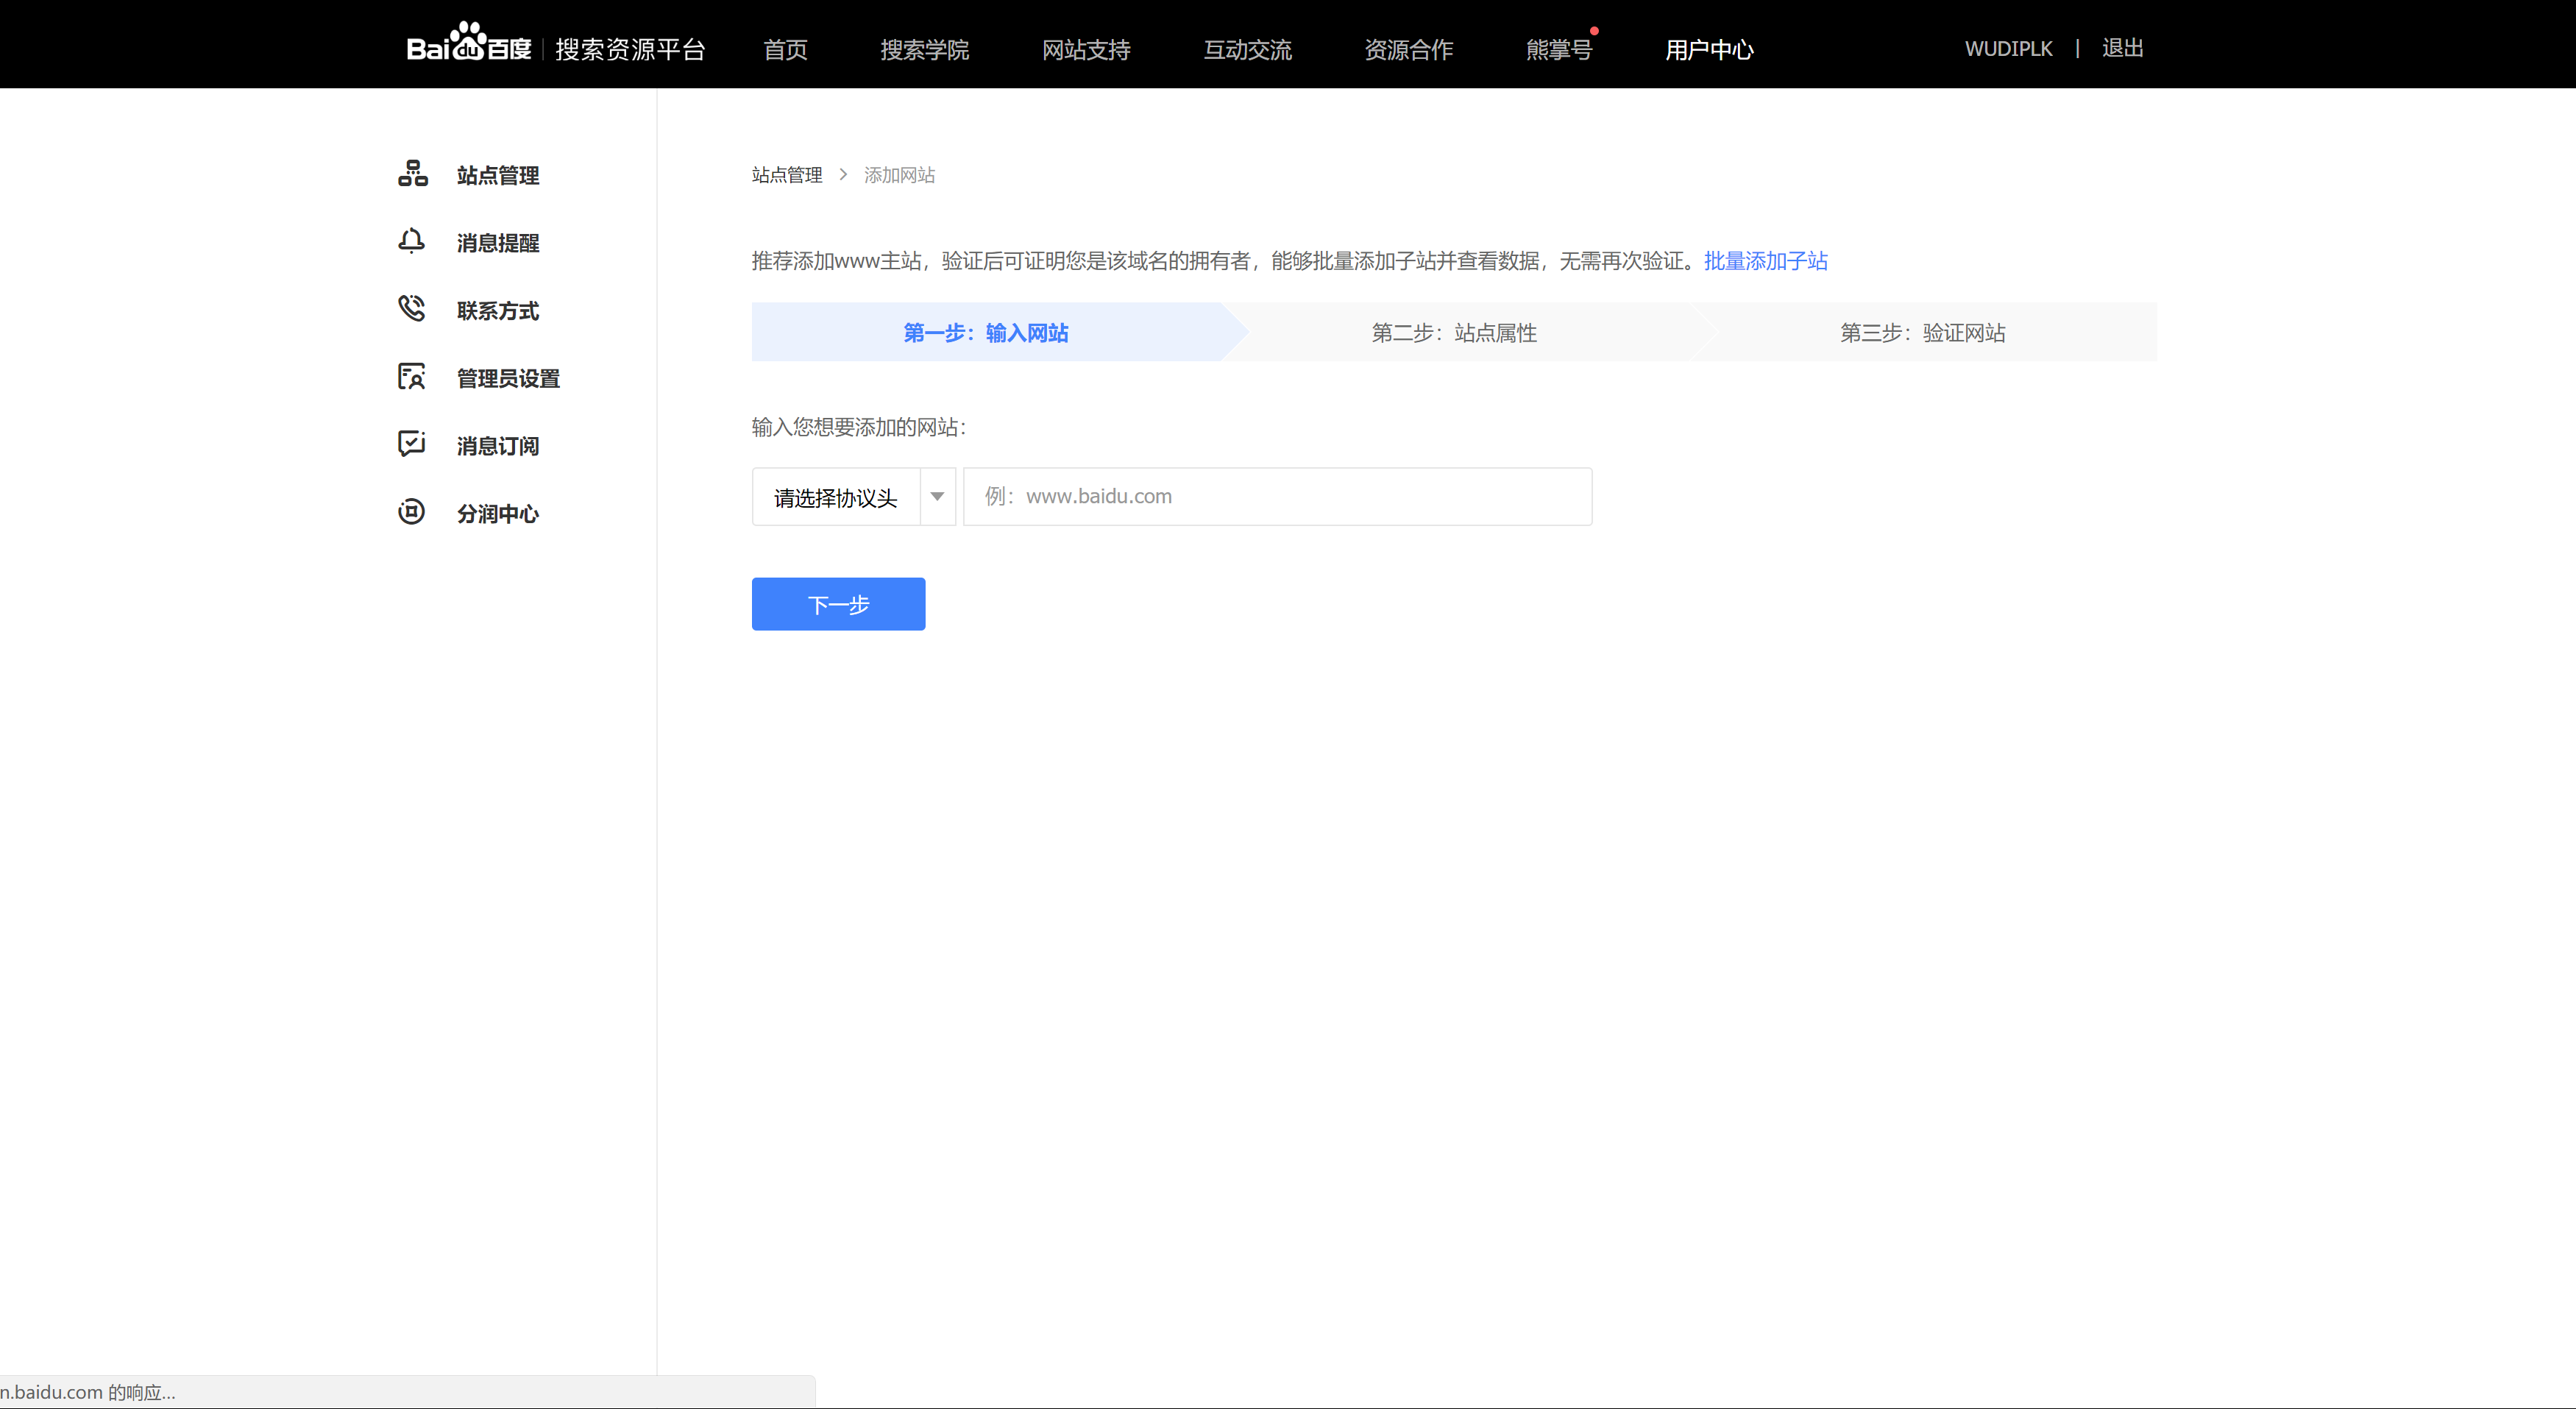 Bai du 百度 | 搜索资源平台 首页 搜索学院 网站支持 互动交流 资源合作 熊掌号 用户中心 WUDIPLK | 退出
站点管理
消息提醒
联系方式
管理员设置
消息订阅
分润中心
站点管理 > 添加网站
推荐添加www主站，验证后可证明您是该域名的拥有者，能够批量添加子站并查看数据，无需再次验证。批量添加子站
第一步：输入网站 第二步：站点属性 第三步：验证网站
输入您想要添加的网站：
请选择协议头 例：www.baidu.com
下一步
n.baidu.com 的响应...